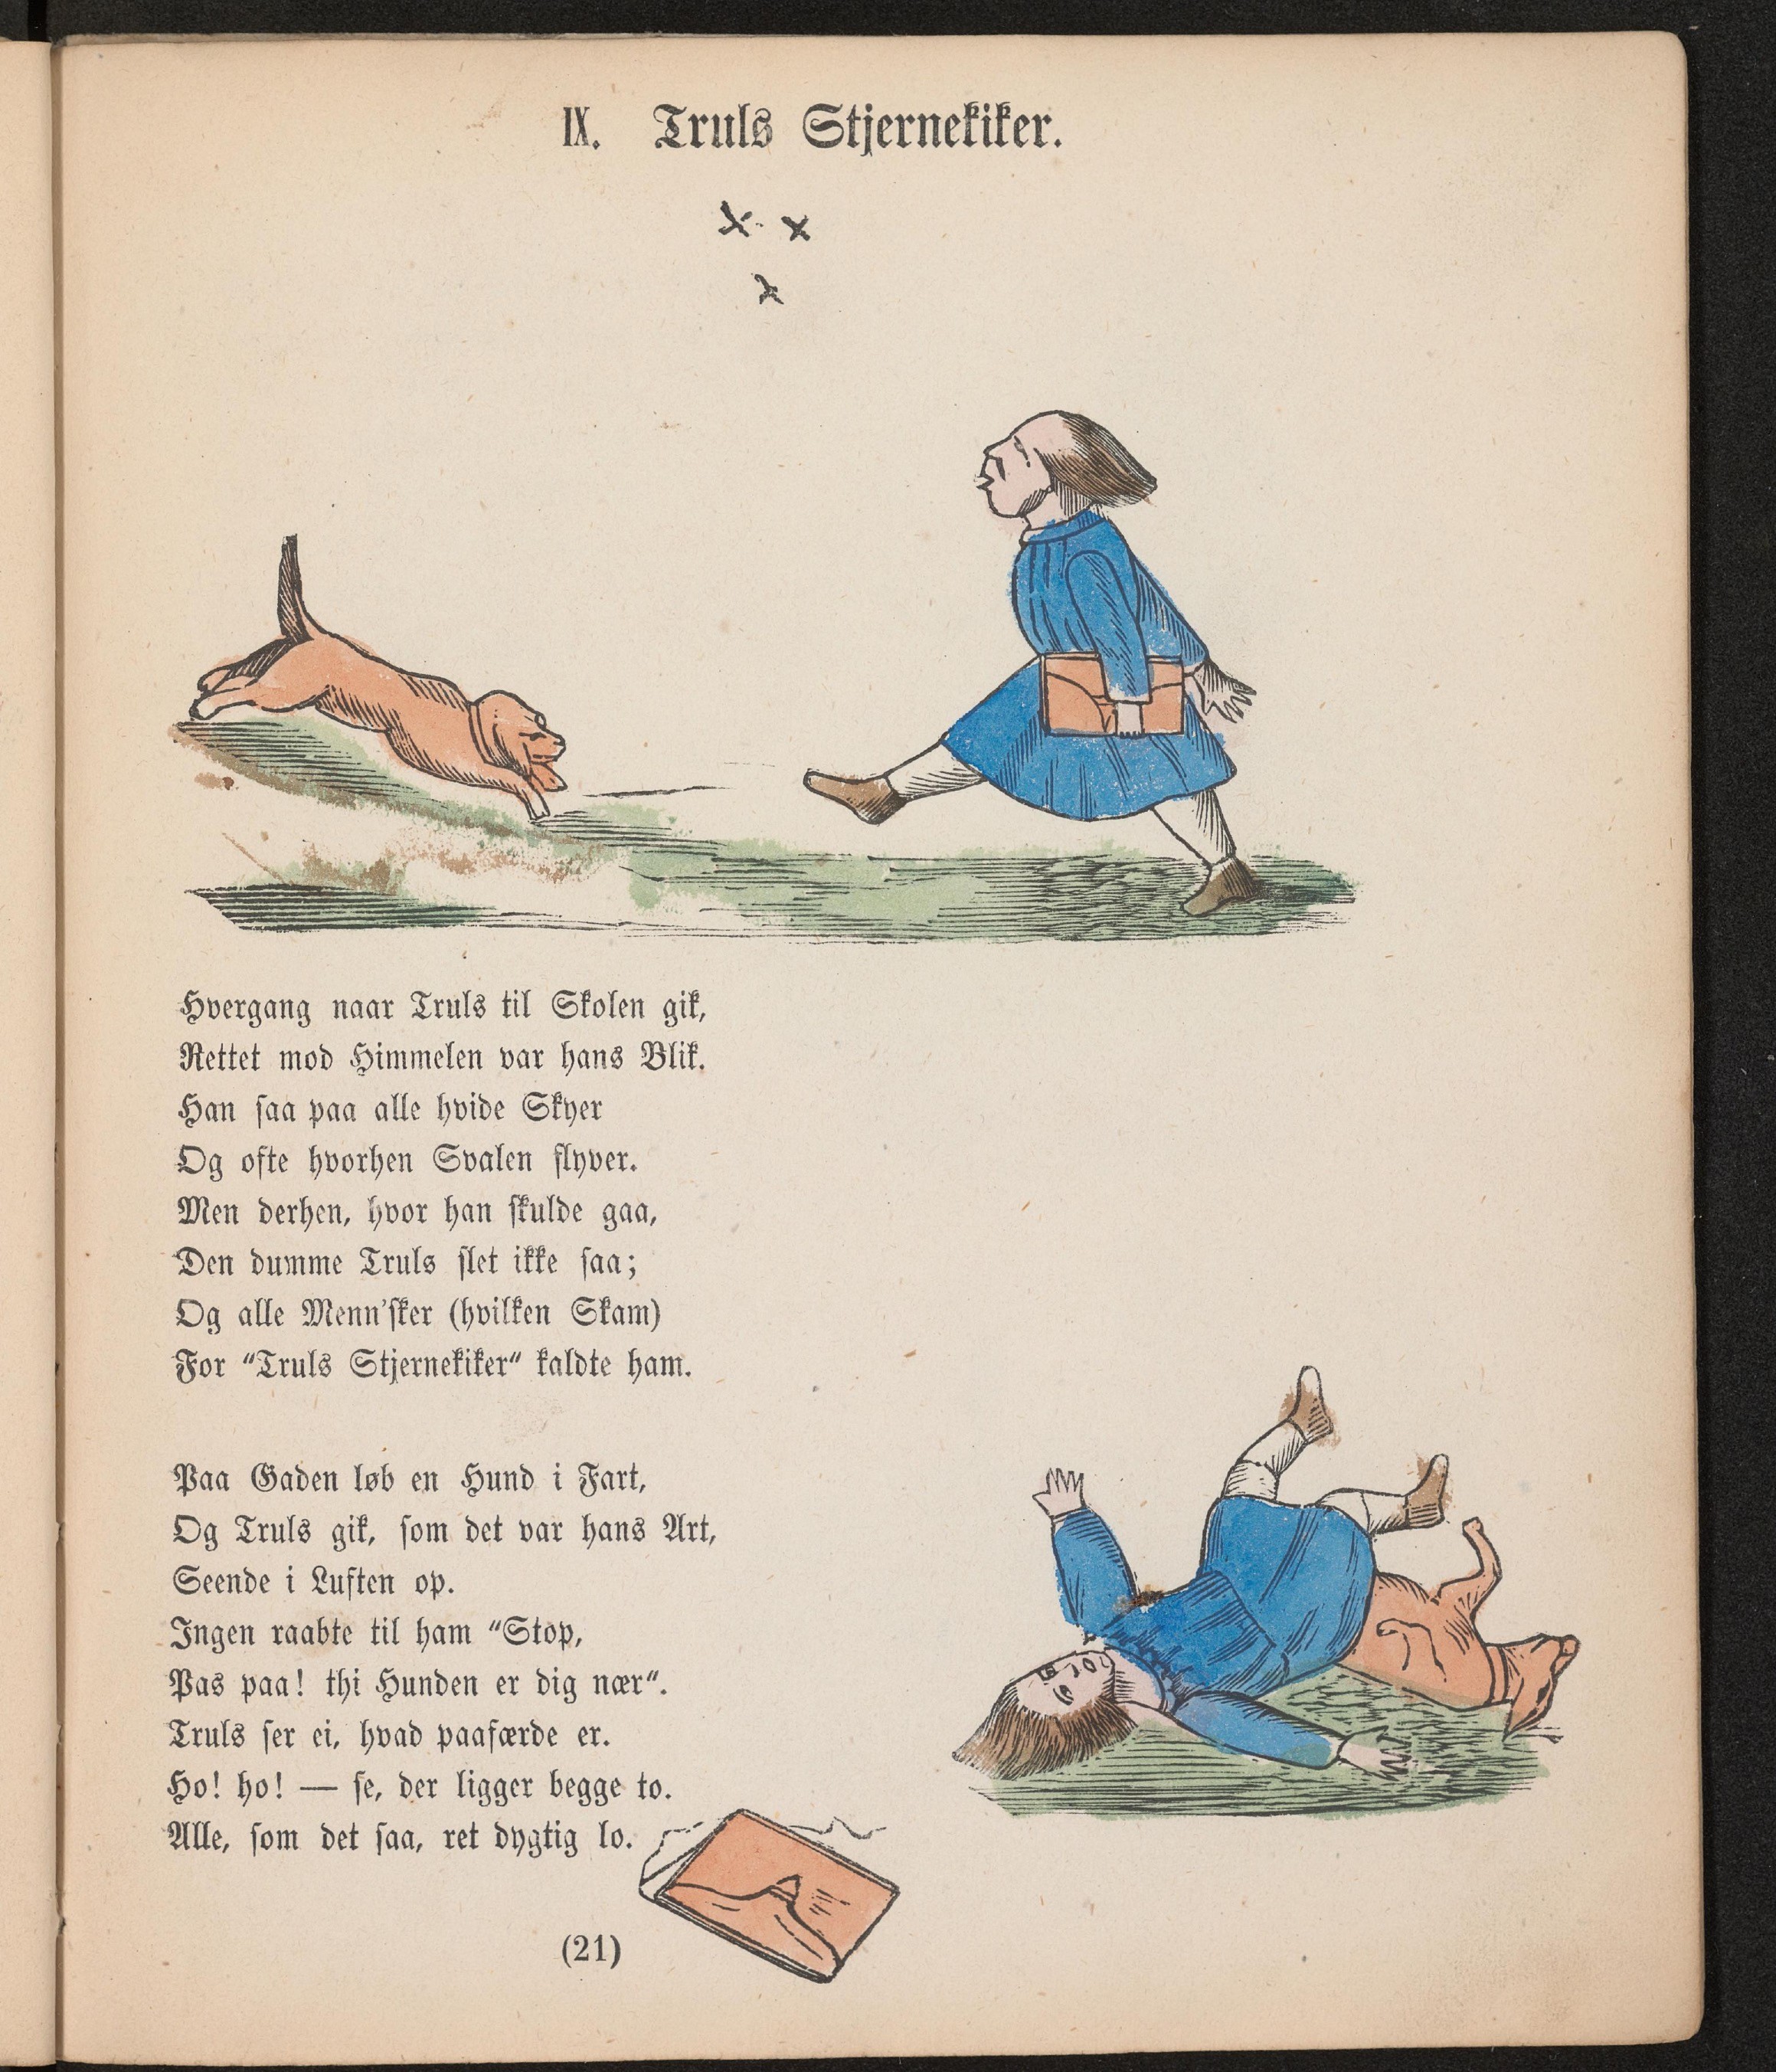 IX. Truls Stjernekiker.
Hvergang naar Truls til Skolen gik,
Rettet mod Himmelen var hans Blik.
Han saa paa alle hvide Skyer
Og ofte hvorhen Svalen flyver.
Men derhen, hvor han skulde gaa,
Den dumme Truls slet ikke saa;
Og alle Menn'sker (hvilken Skam)
For “Truls Stjernekiker“ kaldte ham.
Paa Gaden løb en Hund i Fart,
Og Truls gik, som det var hans Art,
Seende i Luften op.
Ingen raabte til ham “Stop,
Pas paa! thi Hunden er dig nær“.
Truls ser ei, hvad paafærde er.
Ho! ho! — se, der ligger begge to.
Alle, som det saa, ret dygtig lo.
(21)